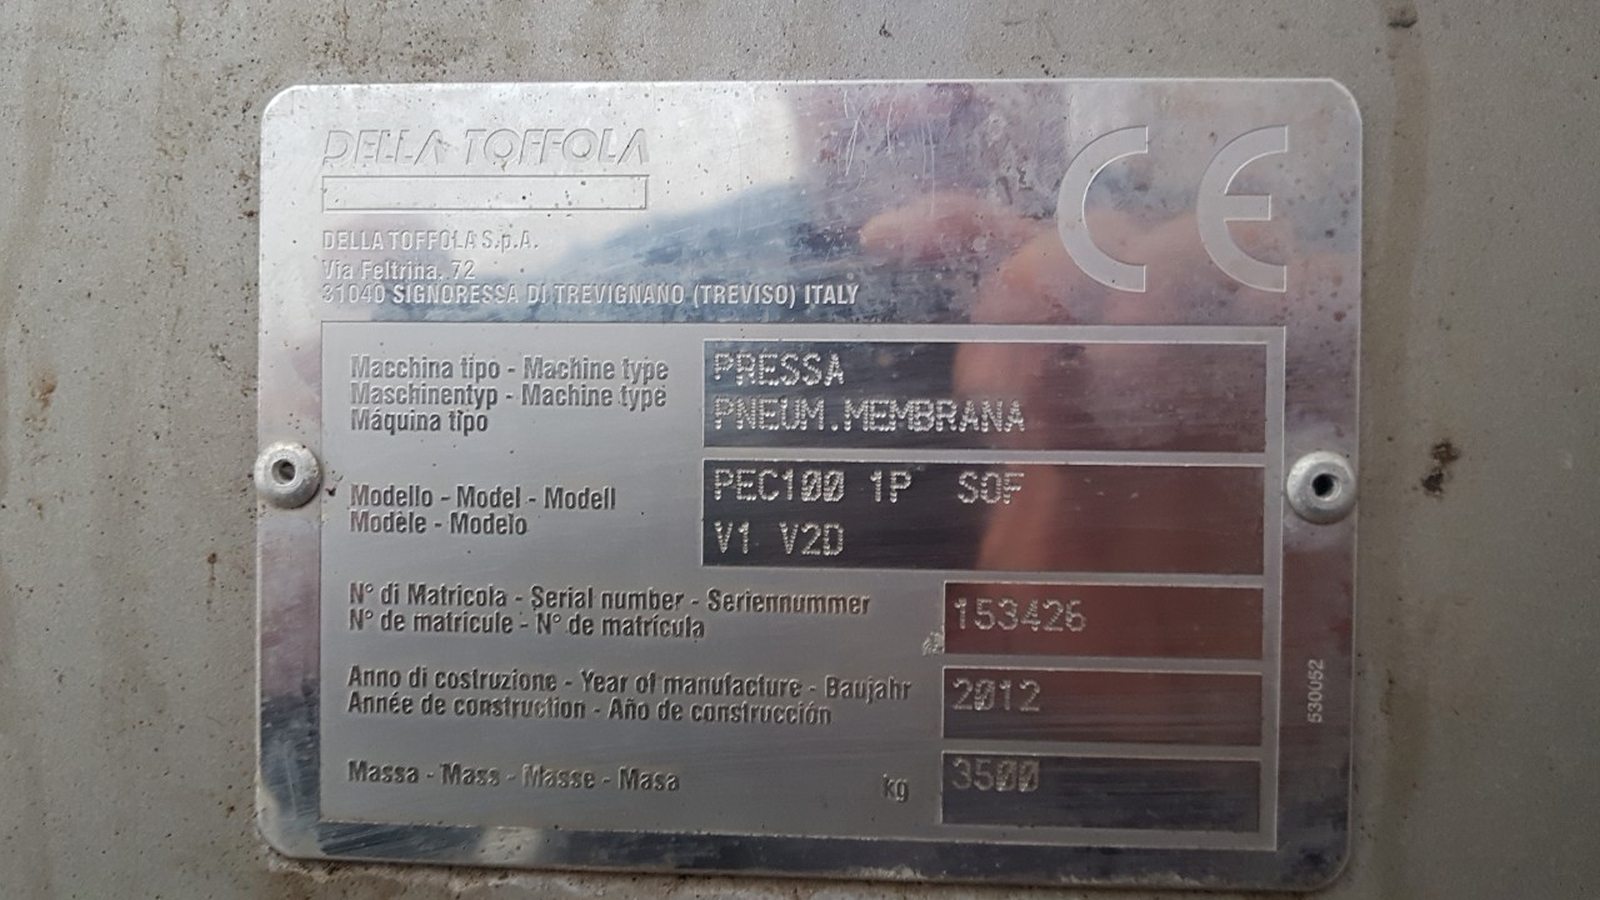 DELLA TOFFOLA
DELLA TOFFOLA S.p.A.
Via Feltrina, 72
31040 SIGNORESSA DI TREVIGNANO (TREVISO) ITALY
CE
Macchina tipo - Machine type
Maschinentyp - Machine type
Máquina tipo
PRESSA
PNEUM.MEMBRANA
Modello - Model - Modell
Modèle - Modelo
PEC100 1P SOF
V1 V2D
N° di Matricola - Serial number - Seriennummer
N° de matricule - N° de matrícula
153426
Anno di costruzione - Year of manufacture - Baujahr
Année de construction - Año de construcción
2012
Massa - Mass - Masse - Masa kg
3500
530052